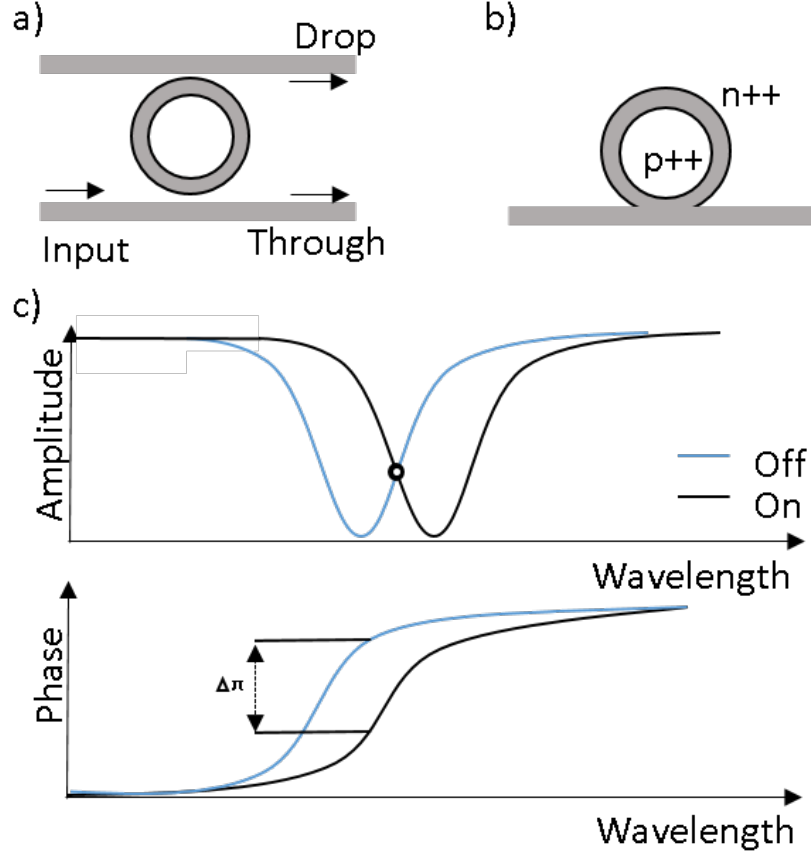 a)
Drop
Input
Through
b)
n++
p++
c)
Amplitude
Off
On
Wavelength
Phase
Δπ
Wavelength